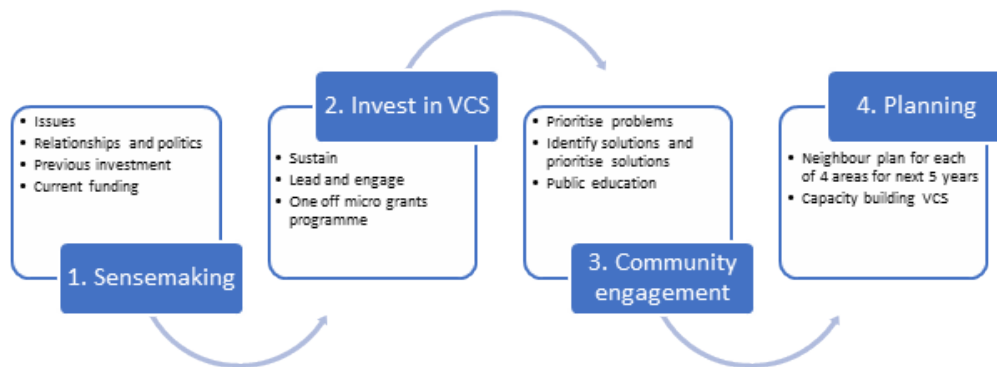 • Issues
• Relationships and politics
• Previous investment
• Current funding
1. Sensemaking
2. Invest in VCS
• Sustain
• Lead and engage
• One off micro grants
programme
• Prioritise problems
• Identify solutions and
prioritise solutions
• Public education
3. Community
engagement
4. Planning
• Neighbour plan for each
of 4 areas for next 5 years
• Capacity building VCS